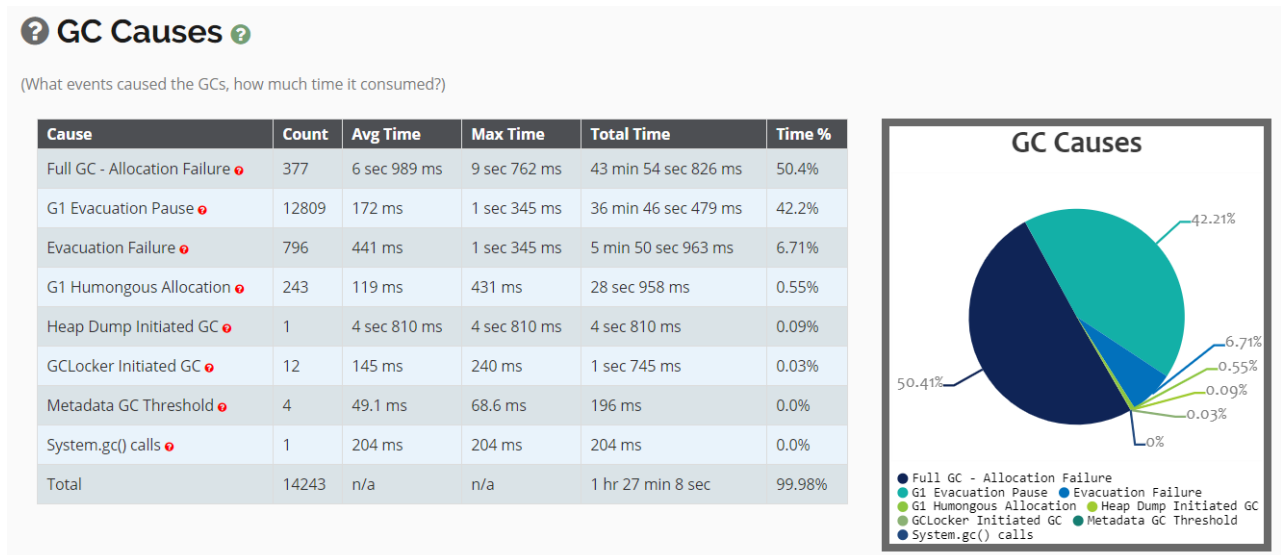 ? GC Causes ?
(What events caused the GCs, how much time it consumed?)
Cause Count Avg Time Max Time Total Time Time %
Full GC - Allocation Failure ? 377 6 sec 989 ms 9 sec 762 ms 43 min 54 sec 826 ms 50.4%
G1 Evacuation Pause ? 12809 172 ms 1 sec 345 ms 36 min 46 sec 479 ms 42.2%
Evacuation Failure ? 796 441 ms 1 sec 345 ms 5 min 50 sec 963 ms 6.71%
G1 Humongous Allocation ? 243 119 ms 431 ms 28 sec 958 ms 0.55%
Heap Dump Initiated GC ? 1 4 sec 810 ms 4 sec 810 ms 4 sec 810 ms 0.09%
GCLocker Initiated GC ? 12 145 ms 240 ms 1 sec 745 ms 0.03%
Metadata GC Threshold ? 4 49.1 ms 68.6 ms 196 ms 0.0%
System.gc() calls ? 1 204 ms 204 ms 204 ms 0.0%
Total 14243 n/a n/a 1 hr 27 min 8 sec 99.98%
GC Causes
42.21%
6.71%
0.55%
0.09%
50.41%
0.03%
0%
Full GC - Allocation Failure
G1 Evacuation Pause Evacuation Failure
G1 Humongous Allocation Heap Dump Initiated GC
GCLocker Initiated GC Metadata GC Threshold
System.gc() calls